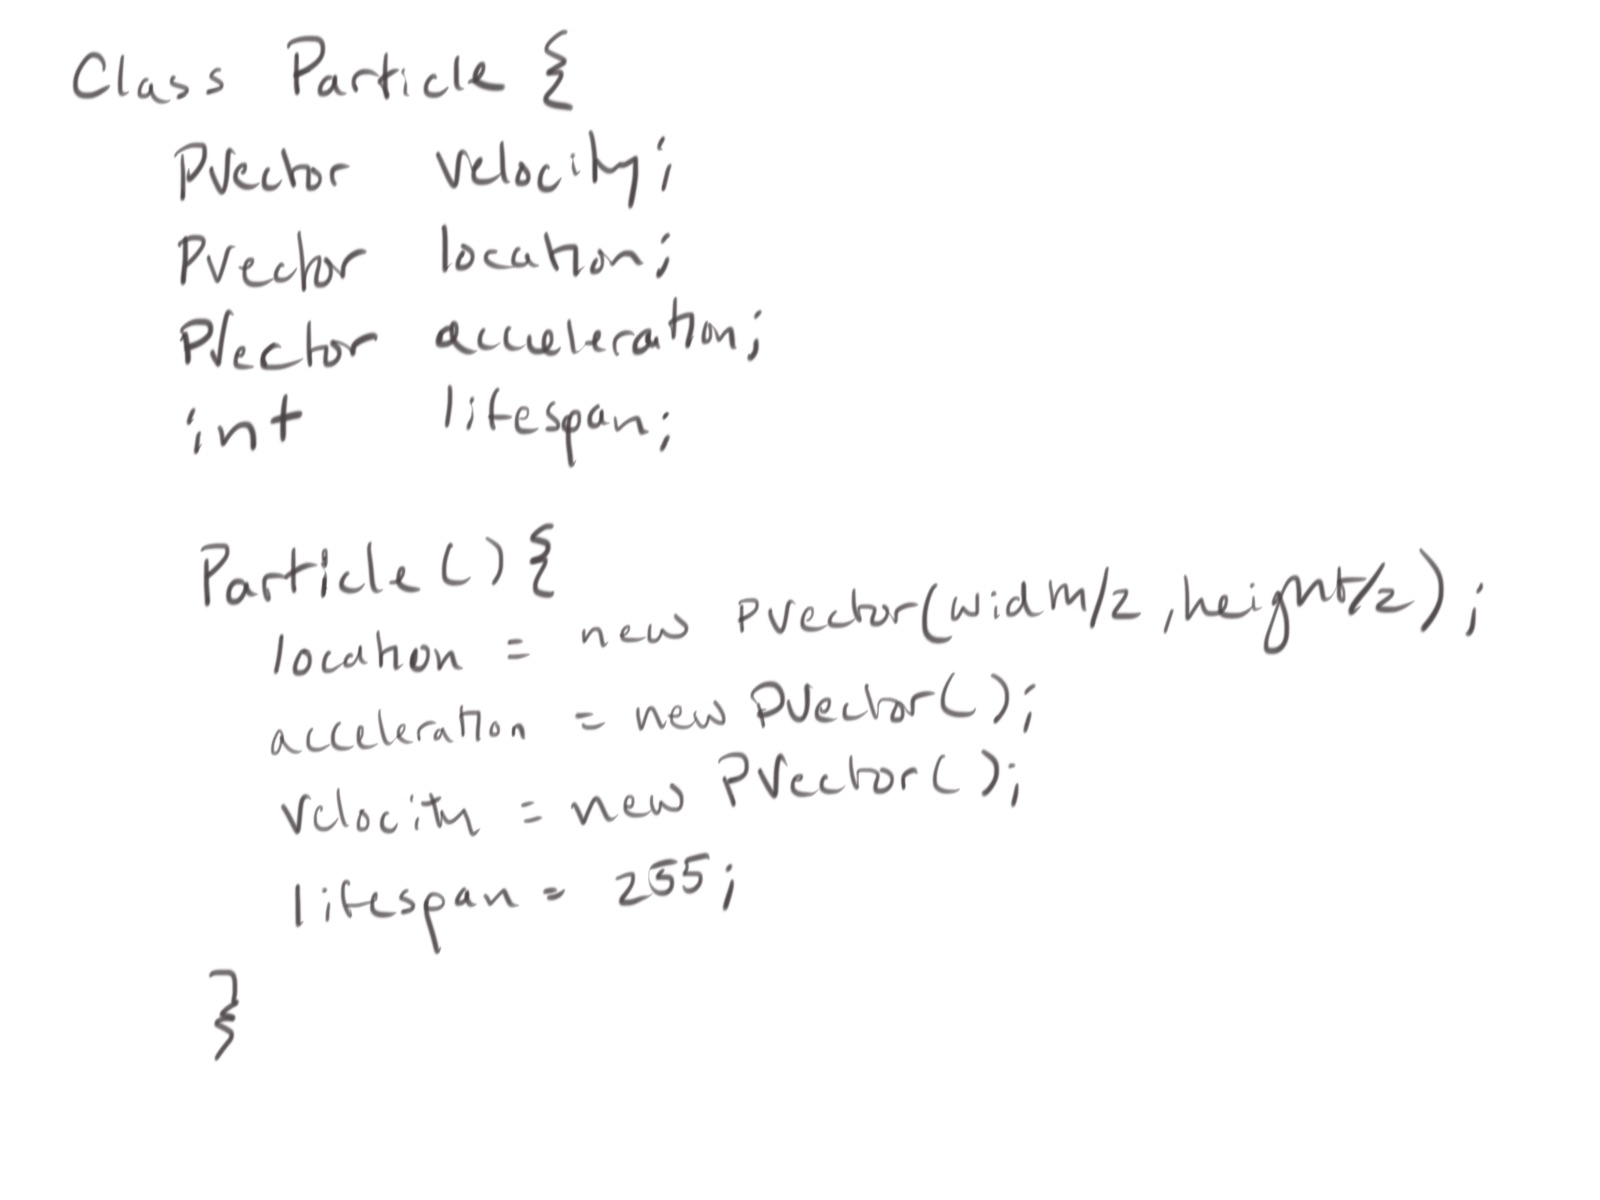 Class Particle {
PVector velocity;
PVector location;
PVector acceleration;
int lifespan;
Particle () {
location = new PVector(width/2, height/2);
acceleration = new PVector();
velocity = new PVector();
lifespan = 255;
}